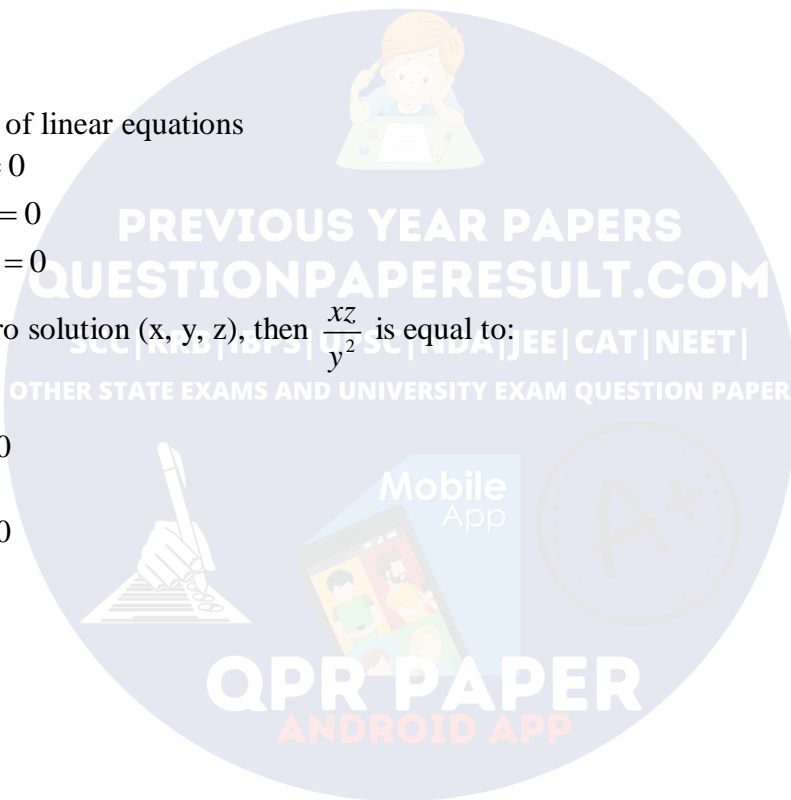 of linear equations
= 0
= 0
= 0
PREVIOUS YEAR PAPERS
QUESTIONPAPERESULT.COM
ro solution (x, y, z), then xz/y² is equal to:
SCC|RRB|IBPS|UPSC|NDA|JEE|CAT|NEET|
OTHER STATE EXAMS AND UNIVERSITY EXAM QUESTION PAPER
0
Mobile
App
A+
0
QPR PAPER
ANDROID APP